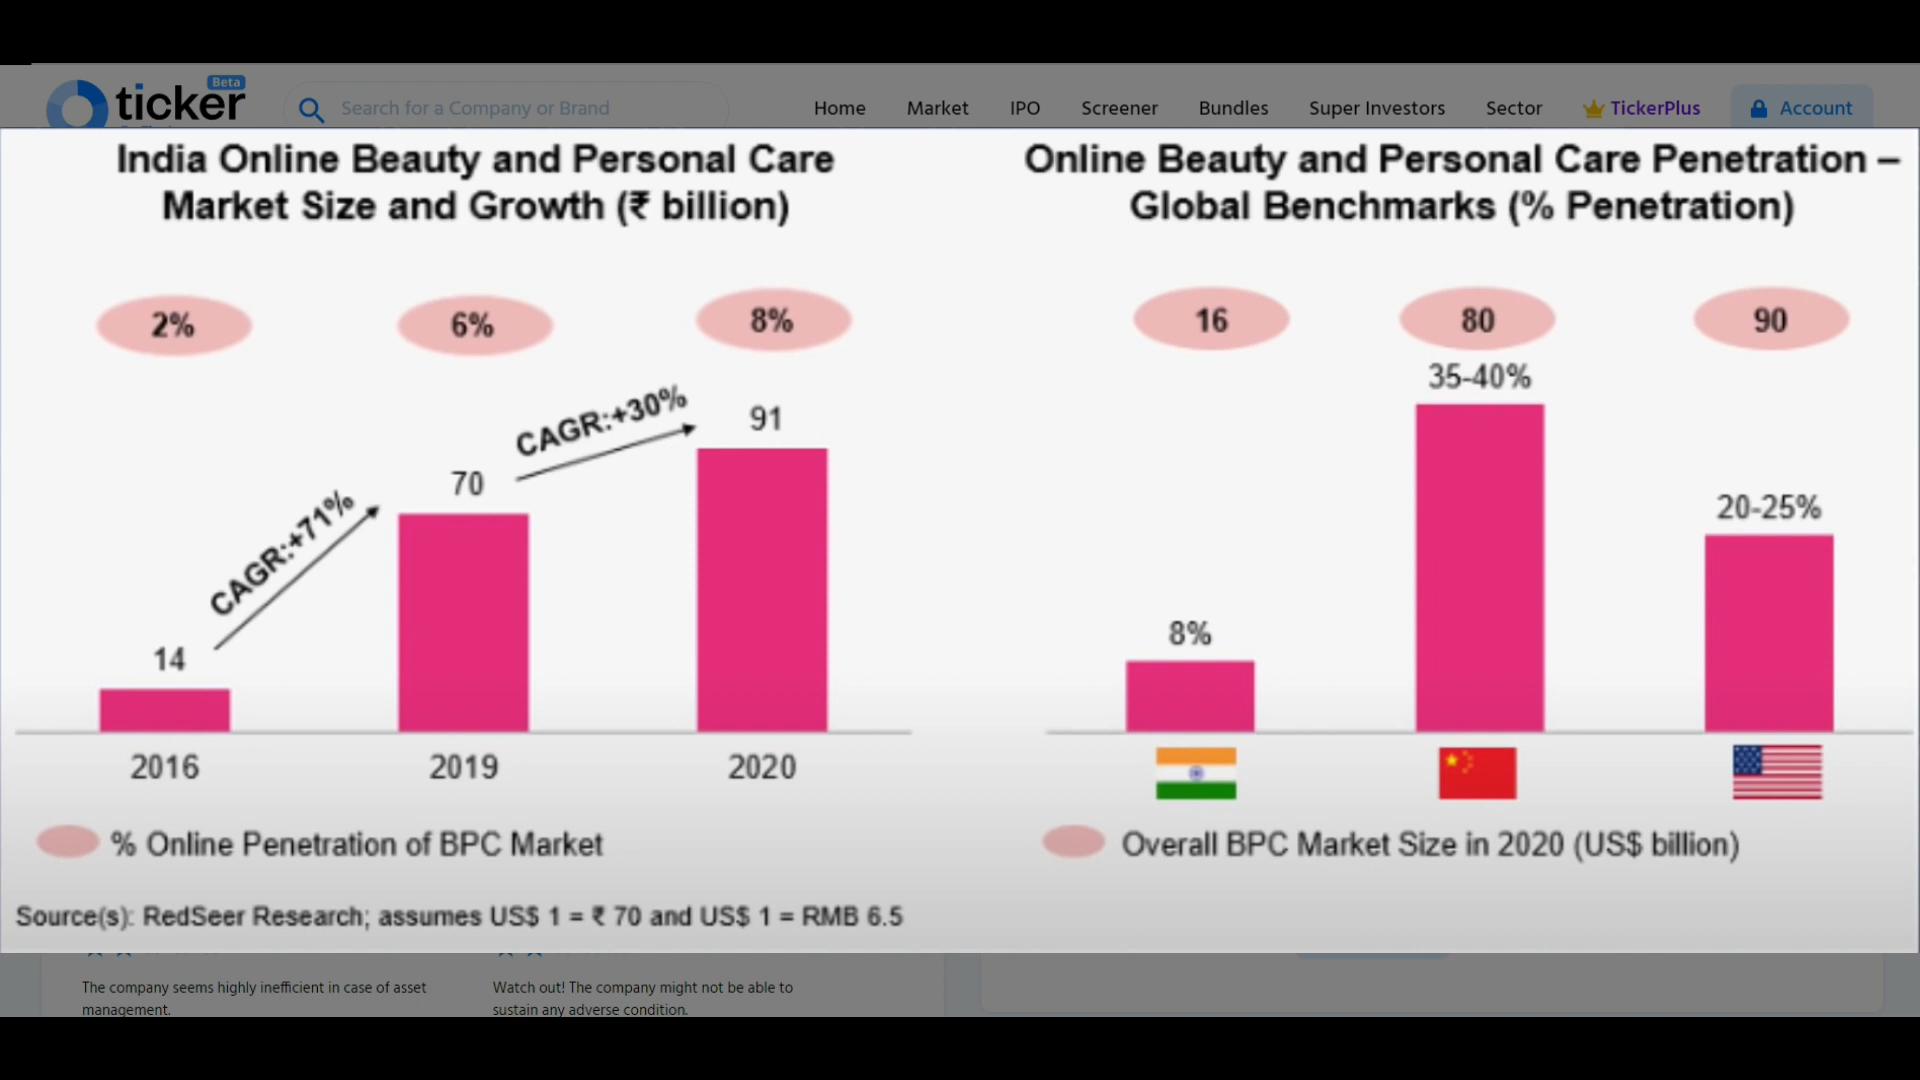 ticker Beta
Search for a Company or Brand
Home Market IPO Screener Bundles Super Investors Sector TickerPlus Account
India Online Beauty and Personal Care
Market Size and Growth (₹ billion)
2% 6% 8%
CAGR:+71%
CAGR:+30%
14 70 91
2016 2019 2020
% Online Penetration of BPC Market
Source(s): RedSeer Research; assumes US$ 1 = ₹ 70 and US$ 1 = RMB 6.5
Online Beauty and Personal Care Penetration –
Global Benchmarks (% Penetration)
16 80 90
8% 35-40% 20-25%
Overall BPC Market Size in 2020 (US$ billion)
The company seems highly inefficient in case of asset
management.
Watch out! The company might not be able to
sustain any adverse condition.